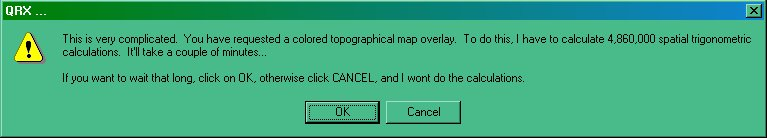 QRX ...
This is very complicated. You have requested a colored topographical map overlay. To do this, I have to calculate 4,860,000 spatial trigonometric
calculations. It'll take a couple of minutes...
If you want to wait that long, click on OK, otherwise click CANCEL, and I wont do the calculations.
OK
Cancel